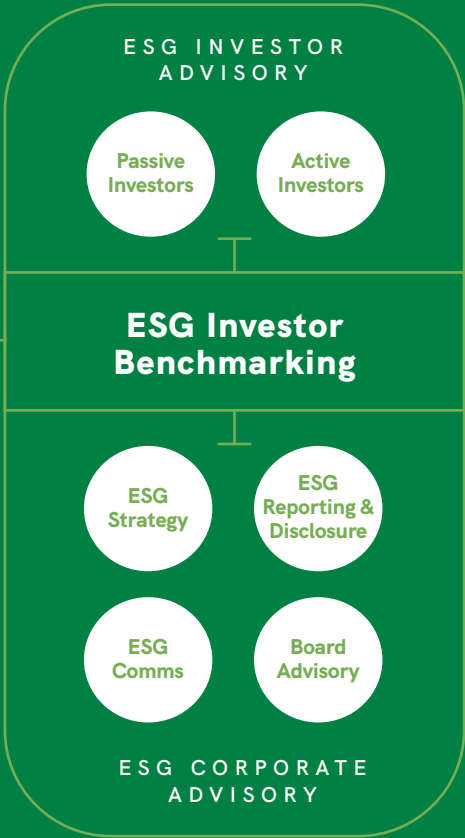 ESG INVESTOR
ADVISORY
Passive
Investors
Active
Investors
ESG Investor
Benchmarking
ESG
Strategy
ESG
Reporting &
Disclosure
ESG
Comms
Board
Advisory
ESG CORPORATE
ADVISORY